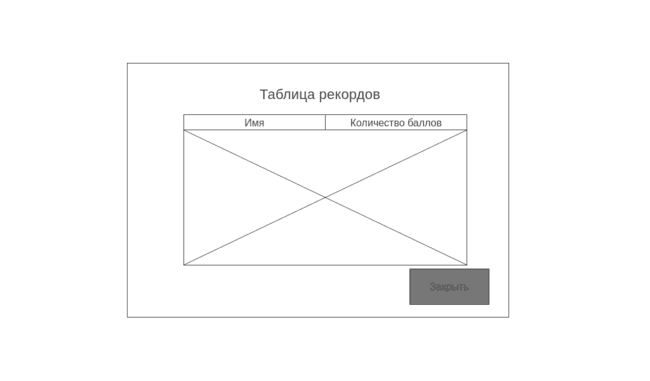 Таблица рекордов
Имя
Количество баллов
Закрыть